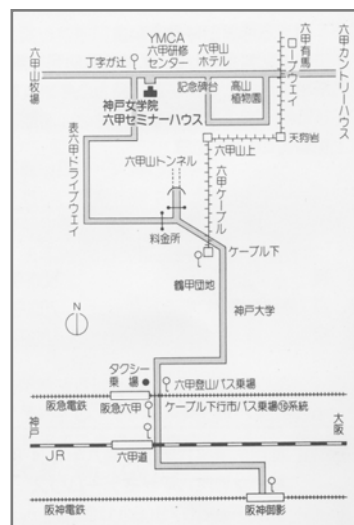 YMCA
六甲研修
センター
丁字が辻
六甲山
ホテル
六甲有馬
ロープウェイ
六甲カントリーハウス
六甲山牧場
記念碑台
高山
植物園
神戸女学院
六甲セミナーハウス
天狗岩
六甲山上
六甲山トンネル
表六甲ドライブウェイ
六甲ケーブル
料金所
ケーブル下
鶴甲団地
神戸大学
N
タクシー
乗場
六甲登山バス乗場
阪急電鉄
阪急六甲
ケーブル下行市バス乗場⑯系統
神戸
大阪
JR
六甲道
阪神電鉄
阪神御影